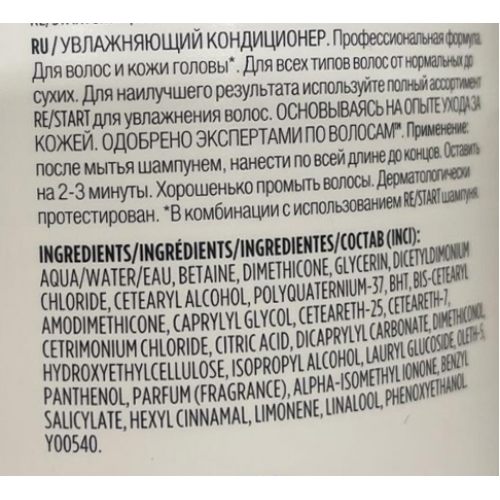 RU / УВЛАЖНЯЮЩИЙ КОНДИЦИОНЕР. Профессиональная формула.
Для волос и кожи головы*. Для всех типов волос от нормальных до
сухих. Для наилучшего результата используйте полный ассортимент
RE/START для увлажнения волос. ОСНОВЫВАЯСЬ НА ОПЫТЕ УХОДА ЗА
КОЖЕЙ. ОДОБРЕНО ЭКСПЕРТАМИ ПО ВОЛОСАМ™. Применение:
после мытья шампунем, нанести по всей длине до концов. Оставить
на 2-3 минуты. Хорошенько промыть волосы. Дерматологически
протестирован. *В комбинации с использованием RE/START шампуня.
INGREDIENTS/INGRÉDIENTS/INGREDIENTES/СОСТАВ (INCI):
AQUA/WATER/EAU, BETAINE, DIMETHICONE, GLYCERIN, DICETYLDIMONIUM
CHLORIDE, CETEARYL ALCOHOL, POLYQUATERNIUM-37, BHT, BIS-CETEARYL
AMODIMETHICONE, CAPRYLYL GLYCOL, CETEARETH-25, CETEARETH-7,
CETRIMONIUM CHLORIDE, CITRIC ACID, DICAPRYLYL CARBONATE, DIMETHICONOL,
HYDROXYETHYLCELLULOSE, ISOPROPYL ALCOHOL, LAURYL GLUCOSIDE, OLETH-5,
PANTHENOL, PARFUM (FRAGRANCE), ALPHA-ISOMETHYL IONONE, BENZYL
SALICYLATE, HEXYL CINNAMAL, LIMONENE, LINALOOL, PHENOXYETHANOL
Y00540.